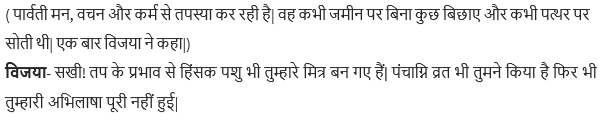 ( पार्वती मन, वचन और कर्म से तपस्या कर रही है| वह कभी जमीन पर बिना कुछ बिछाए और कभी पत्थर पर
सोती थी| एक बार विजया ने कहा|)
विजया- सखी! तप के प्रभाव से हिंसक पशु भी तुम्हारे मित्र बन गए हैं| पंचाग्नि व्रत भी तुमने किया है फिर भी
तुम्हारी अभिलाषा पूरी नहीं हुई|